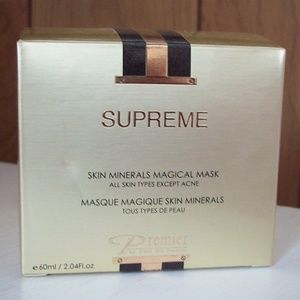 SUPREME
SKIN MINERALS MAGICAL MASK
ALL SKIN TYPES EXCEPT ACNE
MASQUE MAGIQUE SKIN MINERALS
TOUS TYPES DE PEAU
Premier
e 60ml / 2.04Fl.oz